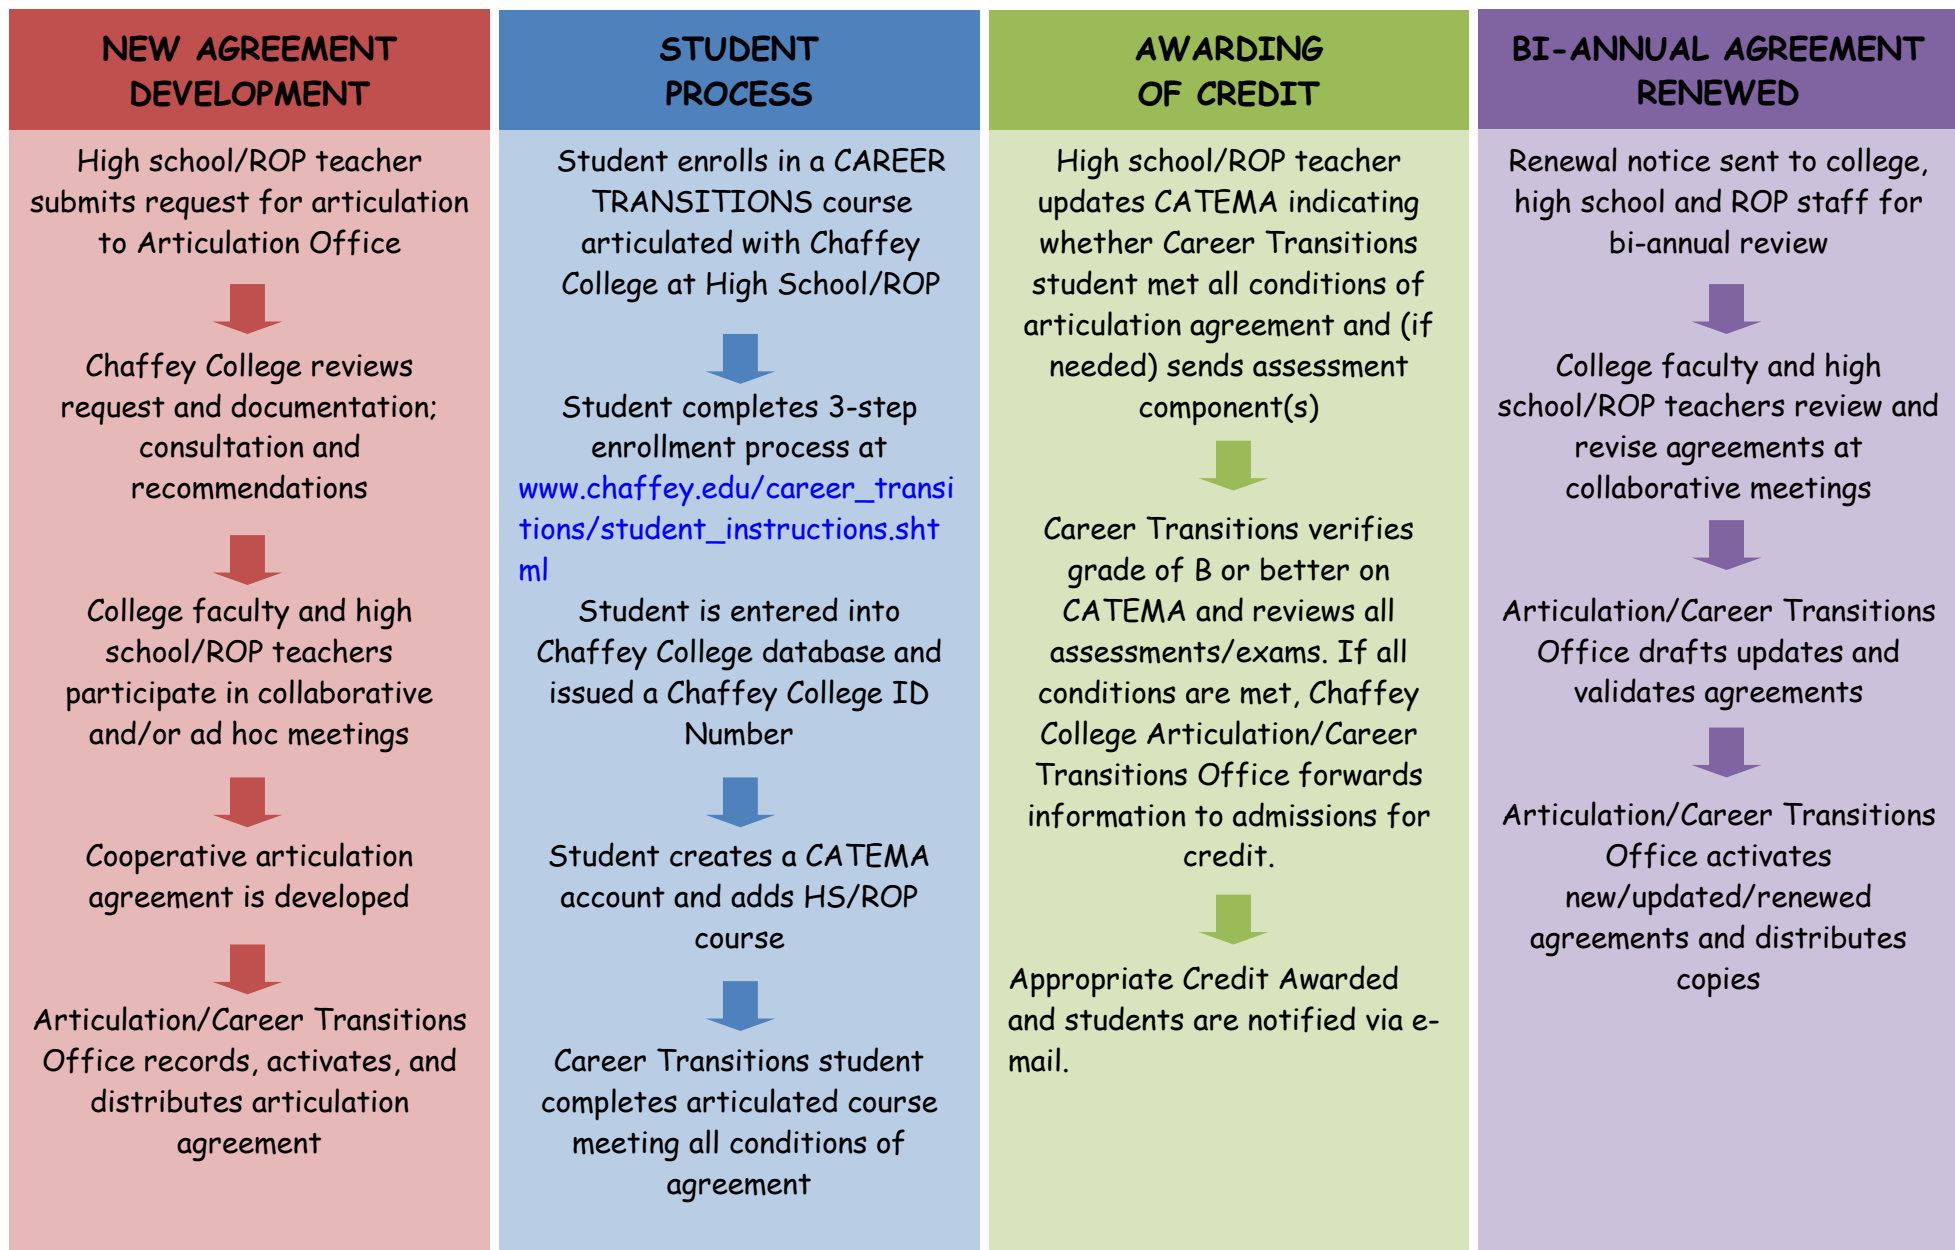 NEW AGREEMENT
DEVELOPMENT
High school/ROP teacher
submits request for articulation
to Articulation Office
Chaffey College reviews
request and documentation;
consultation and
recommendations
College faculty and high
school/ROP teachers
participate in collaborative
and/or ad hoc meetings
Cooperative articulation
agreement is developed
Articulation/Career Transitions
Office records, activates, and
distributes articulation
agreement
STUDENT
PROCESS
Student enrolls in a CAREER
TRANSITIONS course
articulated with Chaffey
College at High School/ROP
Student completes 3-step
enrollment process at
www.chaffey.edu/career_transi
tions/student_instructions.sht
ml
Student is entered into
Chaffey College database and
issued a Chaffey College ID
Number
Student creates a CATEMA
account and adds HS/ROP
course
Career Transitions student
completes articulated course
meeting all conditions of
agreement
AWARDING
OF CREDIT
High school/ROP teacher
updates CATEMA indicating
whether Career Transitions
student met all conditions of
articulation agreement and (if
needed) sends assessment
component(s)
Career Transitions verifies
grade of B or better on
CATEMA and reviews all
assessments/exams. If all
conditions are met, Chaffey
College Articulation/Career
Transitions Office forwards
information to admissions for
credit.
Appropriate Credit Awarded
and students are notified via e-
mail.
BI-ANNUAL AGREEMENT
RENEWED
Renewal notice sent to college,
high school and ROP staff for
bi-annual review
College faculty and high
school/ROP teachers review and
revise agreements at
collaborative meetings
Articulation/Career Transitions
Office drafts updates and
validates agreements
Articulation/Career Transitions
Office activates
new/updated/renewed
agreements and distributes
copies